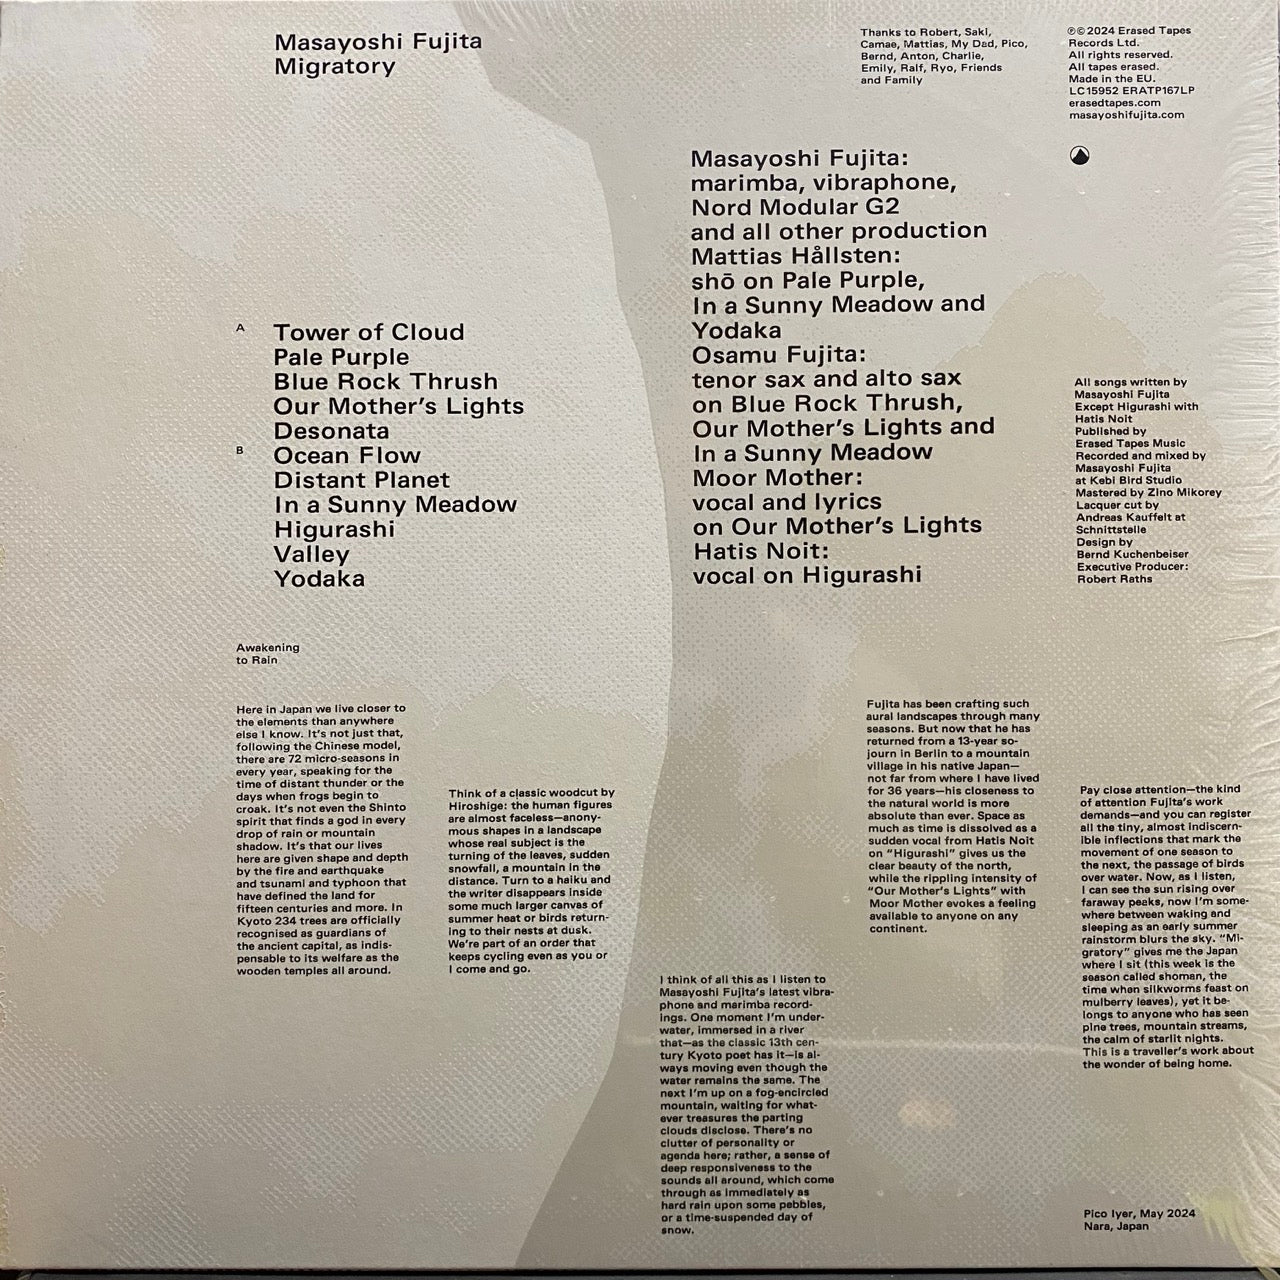 Masayoshi Fujita
Migratory
Thanks to Robert, Saki,
Camae, Mattias, My Dad, Pico,
Bernd, Anton, Charlie,
Emily, Ralf, Ryo, Friends
and Family
℗© 2024 Erased Tapes
Records Ltd.
All rights reserved.
All tapes erased.
Made in the EU.
LC15952 ERATP167LP
erasedtapes.com
masayoshifujita.com
A
Tower of Cloud
Pale Purple
Blue Rock Thrush
Our Mother's Lights
Desonata
B
Ocean Flow
Distant Planet
In a Sunny Meadow
Higurashi
Valley
Yodaka
Masayoshi Fujita:
marimba, vibraphone,
Nord Modular G2
and all other production
Mattias Hållsten:
shō on Pale Purple,
In a Sunny Meadow and
Yodaka
Osamu Fujita:
tenor sax and alto sax
on Blue Rock Thrush,
Our Mother's Lights and
In a Sunny Meadow
Moor Mother:
vocal and lyrics
on Our Mother's Lights
Hatis Noit:
vocal on Higurashi
All songs written by
Masayoshi Fujita
Except Higurashi with
Hatis Noit
Published by
Erased Tapes Music
Recorded and mixed by
Masayoshi Fujita
at Kebi Bird Studio
Mastered by Zino Mikorey
Lacquer cut by
Andreas Kauffelt at
Schnittstelle
Design by
Bernd Kuchenbeiser
Executive Producer:
Robert Raths
Awakening
to Rain
Here in Japan we live closer to
the elements than anywhere
else I know. It's not just that,
following the Chinese model,
there are 72 micro-seasons in
every year, speaking for the
time of distant thunder or the
days when frogs begin to
croak. It's not even the Shinto
spirit that finds a god in every
drop of rain or mountain
shadow. It's that our lives
here are given shape and depth
by the fire and earthquake
and tsunami and typhoon that
have defined the land for
fifteen centuries and more. In
Kyoto 234 trees are officially
recognised as guardians of
the ancient capital, as indis-
pensable to its welfare as the
wooden temples all around.
Think of a classic woodcut by
Hiroshige: the human figures
are almost faceless—anony-
mous shapes in a landscape
whose real subject is the
turning of the leaves, sudden
snowfall, a mountain in the
distance. Turn to a haiku and
the writer disappears inside
some much larger canvas of
summer heat or birds return-
ing to their nests at dusk.
We're part of an order that
keeps cycling even as you or
I come and go.
I think of all this as I listen to
Masayoshi Fujita's latest vibra-
phone and marimba record-
ings. One moment I'm under-
water, immersed in a river
that—as the classic 13th cen-
tury Kyoto poet has it—is al-
ways moving even though the
water remains the same. The
next I'm up on a fog-encircled
mountain, waiting for what-
ever treasures the parting
clouds disclose. There's no
clutter of personality or
agenda here; rather, a sense of
deep responsiveness to the
sounds all around, which come
through as immediately as
hard rain upon some pebbles,
or a time-suspended day of
snow.
Fujita has been crafting such
aural landscapes through many
seasons. But now that he has
returned from a 13-year so-
journ in Berlin to a mountain
village in his native Japan—
not far from where I have lived
for 36 years—his closeness to
the natural world is more
absolute than ever. Space as
much as time is dissolved as a
sudden vocal from Hatis Noit
on “Higurashi” gives us the
clear beauty of the north,
while the rippling intensity of
“Our Mother's Lights” with
Moor Mother evokes a feeling
available to anyone on any
continent.
Pay close attention—the kind
of attention Fujita's work
demands—and you can register
all the tiny, almost indiscern-
ible inflections that mark the
movement of one season to
the next, the passage of birds
over water. Now, as I listen,
I can see the sun rising over
faraway peaks, now I'm some-
where between waking and
sleeping as an early summer
rainstorm blurs the sky. “Mi-
gratory” gives me the Japan
where I sit (this week is the
season called shoman, the
time when silkworms feast on
mulberry leaves), yet it be-
longs to anyone who has seen
pine trees, mountain streams,
the calm of starlit nights.
This is a traveller's work about
the wonder of being home.
Pico Iyer, May 2024
Nara, Japan